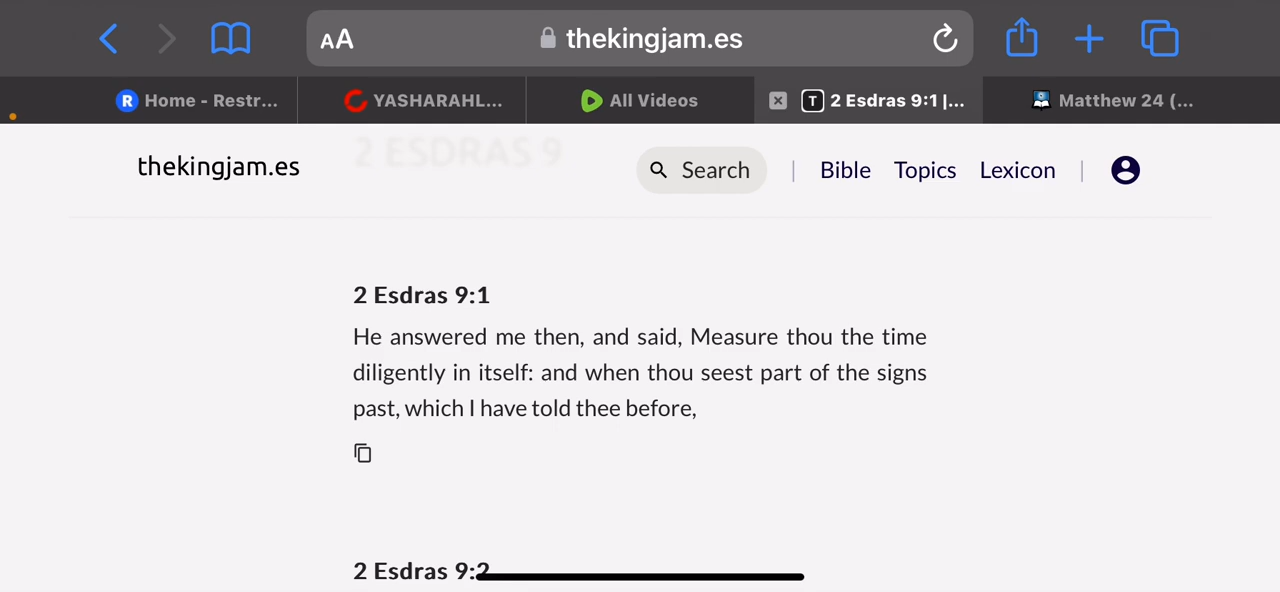 AA thekingjam.es
R Home - Restr... YASHARAHL... All Videos T 2 Esdras 9:1 |... Matthew 24 (...
2 ESDRAS 9
thekingjam.es Search | Bible Topics Lexicon |
2 Esdras 9:1
He answered me then, and said, Measure thou the time
diligently in itself: and when thou seest part of the signs
past, which I have told thee before,
2 Esdras 9:2